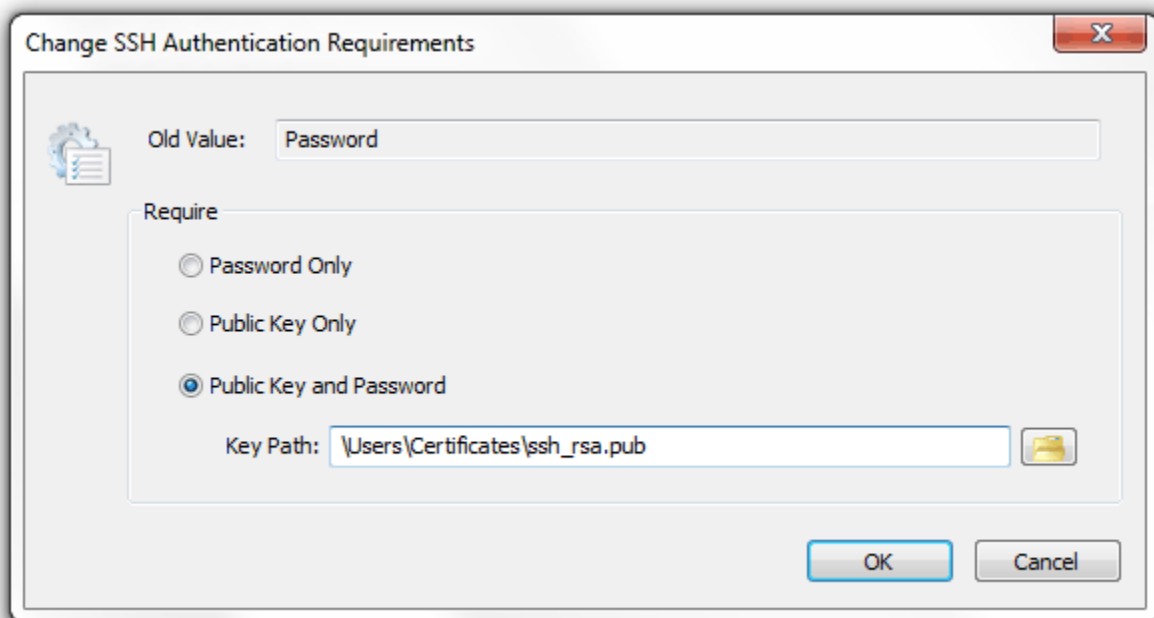 Change SSH Authentication Requirements
Old Value: Password
Require
Password Only
Public Key Only
Public Key and Password
Key Path: \Users\Certificates\ssh_rsa.pub
OK Cancel